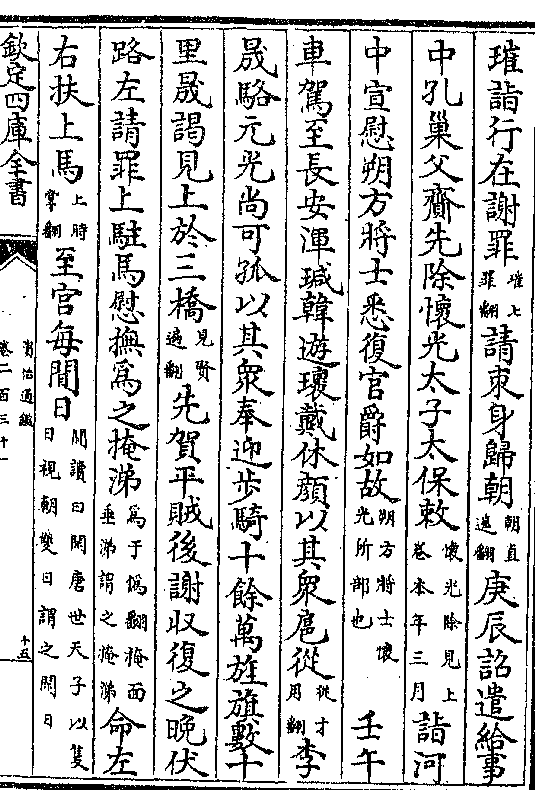 璀詣行在謝罪璀七罪翻請束身歸朝朝直遙翻庚辰詔遣給事
中孔巢父齎先除懷光太子太保敕懷光除見上卷本年三月詣河
中宣慰朔方將士悉復官爵如故朔方將士懷光所部也壬午
車駕至長安渾瑊韓遊瓌戴休顔以其衆扈從從才用翻李
晟駱元光尚可孤以其衆奉迎步騎十餘萬旌旗數十
里晟謁見上於三橋見賢遍翻先賀平賊後謝収復之晚伏
路左請罪上駐馬慰撫爲之掩涕爲于僞翻掩面垂涕謂之掩涕命左
右扶上馬上時掌翻至宮每閒日閒讀曰閑唐世天子以隻日視朝雙日謂之閒日
欽定四庫全書
資治通鑑
卷二百三十一
十五